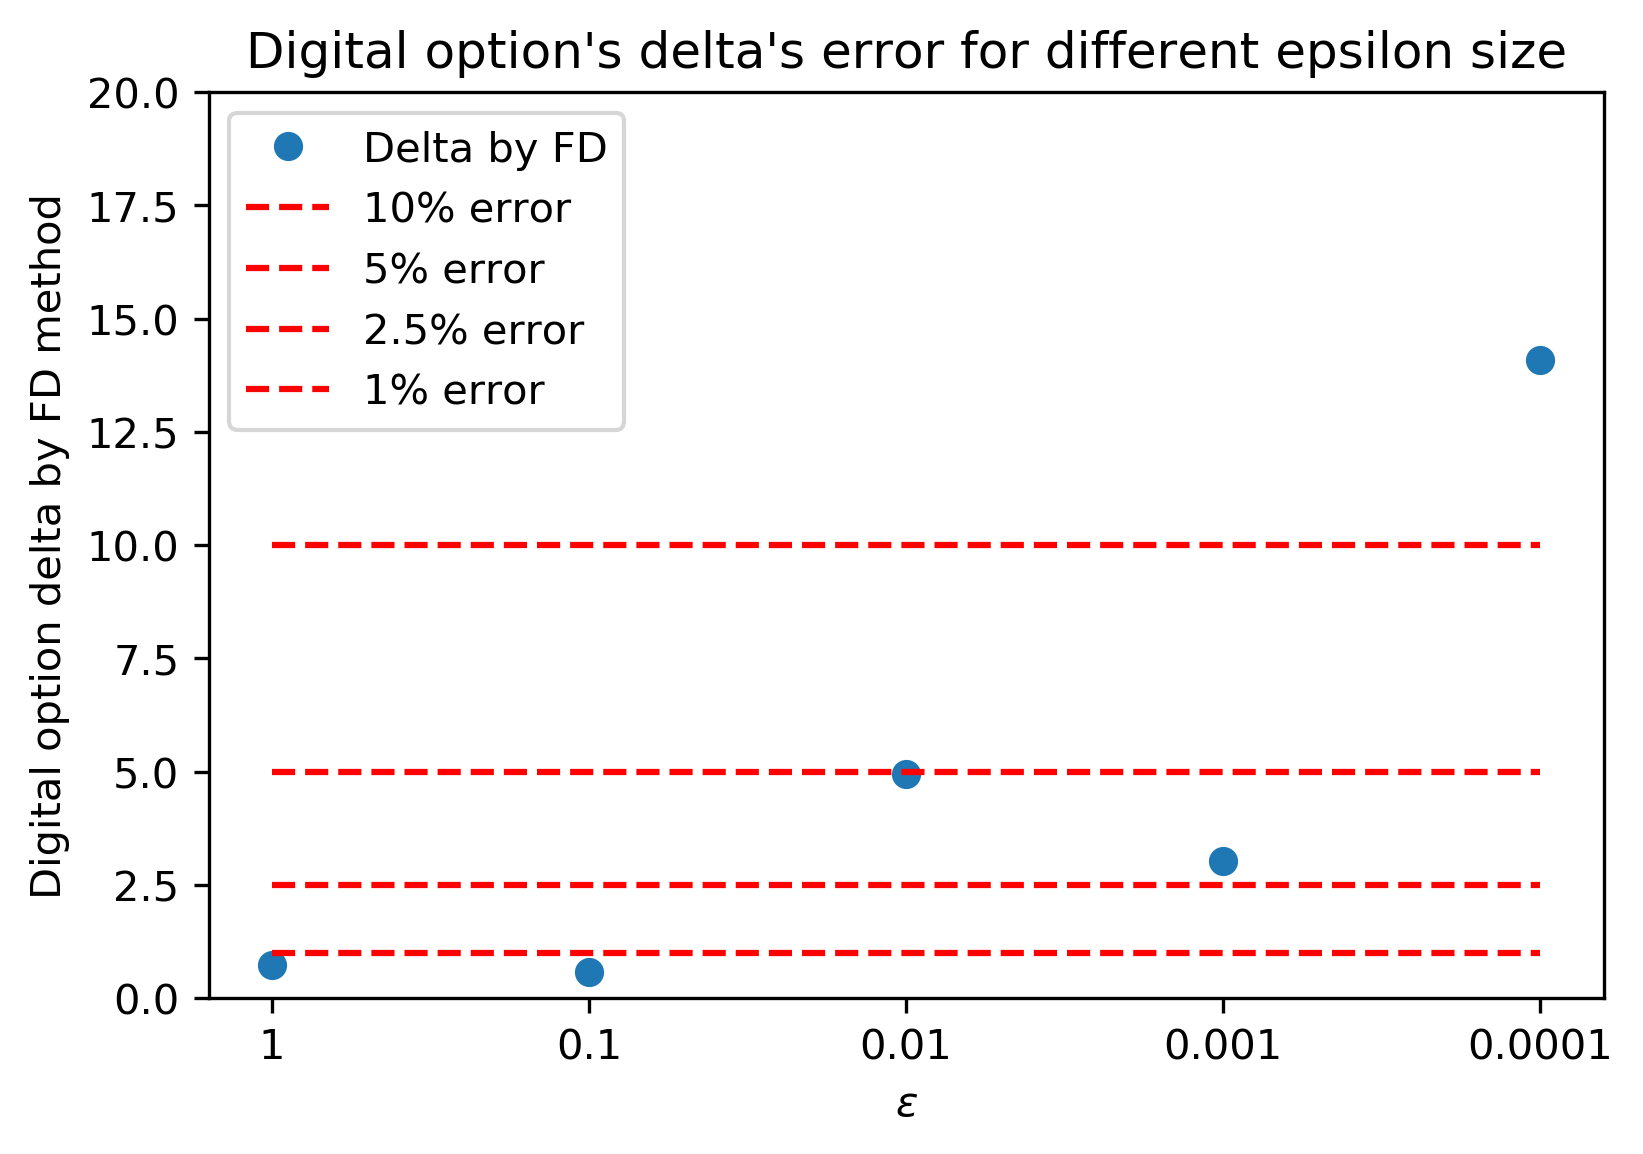 Digital option's delta's error for different epsilon size
Digital option delta by FD method
20.0
17.5
15.0
12.5
10.0
7.5
5.0
2.5
0.0
Delta by FD
10% error
5% error
2.5% error
1% error
1
0.1
0.01
0.001
0.0001
ε